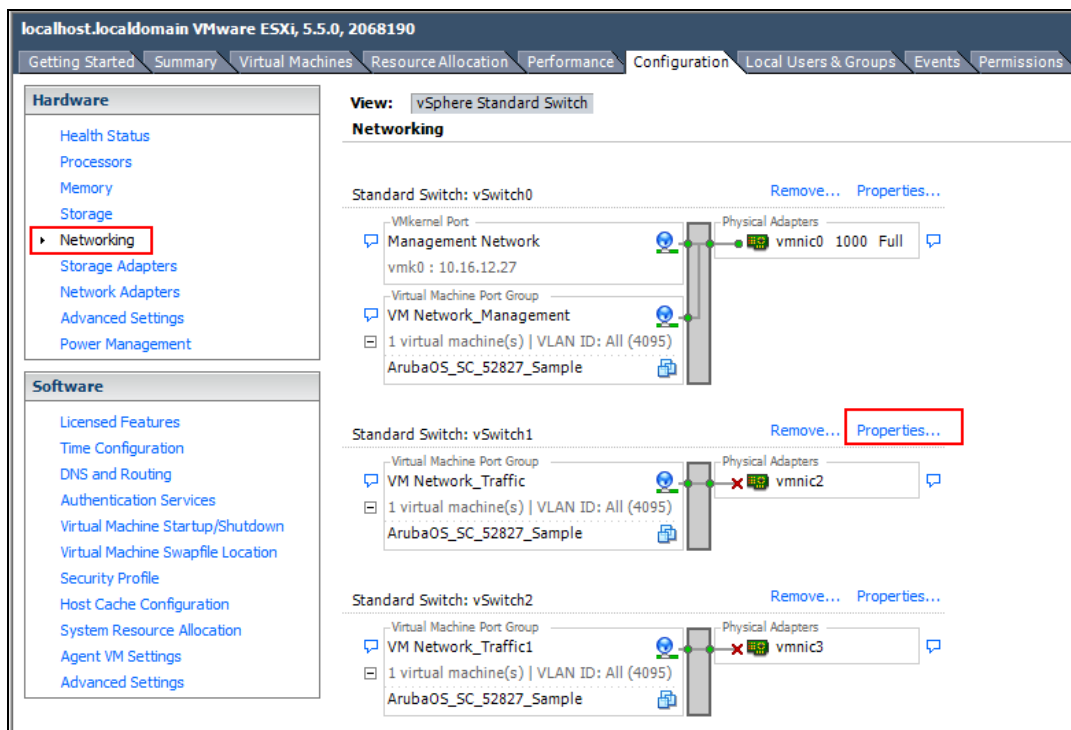 localhost.localdomain VMware ESXi, 5.5.0, 2068190
Getting Started Summary Virtual Machines Resource Allocation Performance Configuration Local Users & Groups Events Permissions
Hardware
Health Status
Processors
Memory
Storage
Networking
Storage Adapters
Network Adapters
Advanced Settings
Power Management
Software
Licensed Features
Time Configuration
DNS and Routing
Authentication Services
Virtual Machine Startup/Shutdown
Virtual Machine Swapfile Location
Security Profile
Host Cache Configuration
System Resource Allocation
Agent VM Settings
Advanced Settings
View: vSphere Standard Switch
Networking
Standard Switch: vSwitch0 Remove... Properties...
VMkernel Port Physical Adapters
Management Network vmnic0 1000 Full
vmk0 : 10.16.12.27
Virtual Machine Port Group
VM Network_Management
1 virtual machine(s) | VLAN ID: All (4095)
ArubaOS_SC_52827_Sample
Standard Switch: vSwitch1 Remove... Properties...
Virtual Machine Port Group Physical Adapters
VM Network_Traffic vmnic2
1 virtual machine(s) | VLAN ID: All (4095)
ArubaOS_SC_52827_Sample
Standard Switch: vSwitch2 Remove... Properties...
Virtual Machine Port Group Physical Adapters
VM Network_Traffic1 vmnic3
1 virtual machine(s) | VLAN ID: All (4095)
ArubaOS_SC_52827_Sample